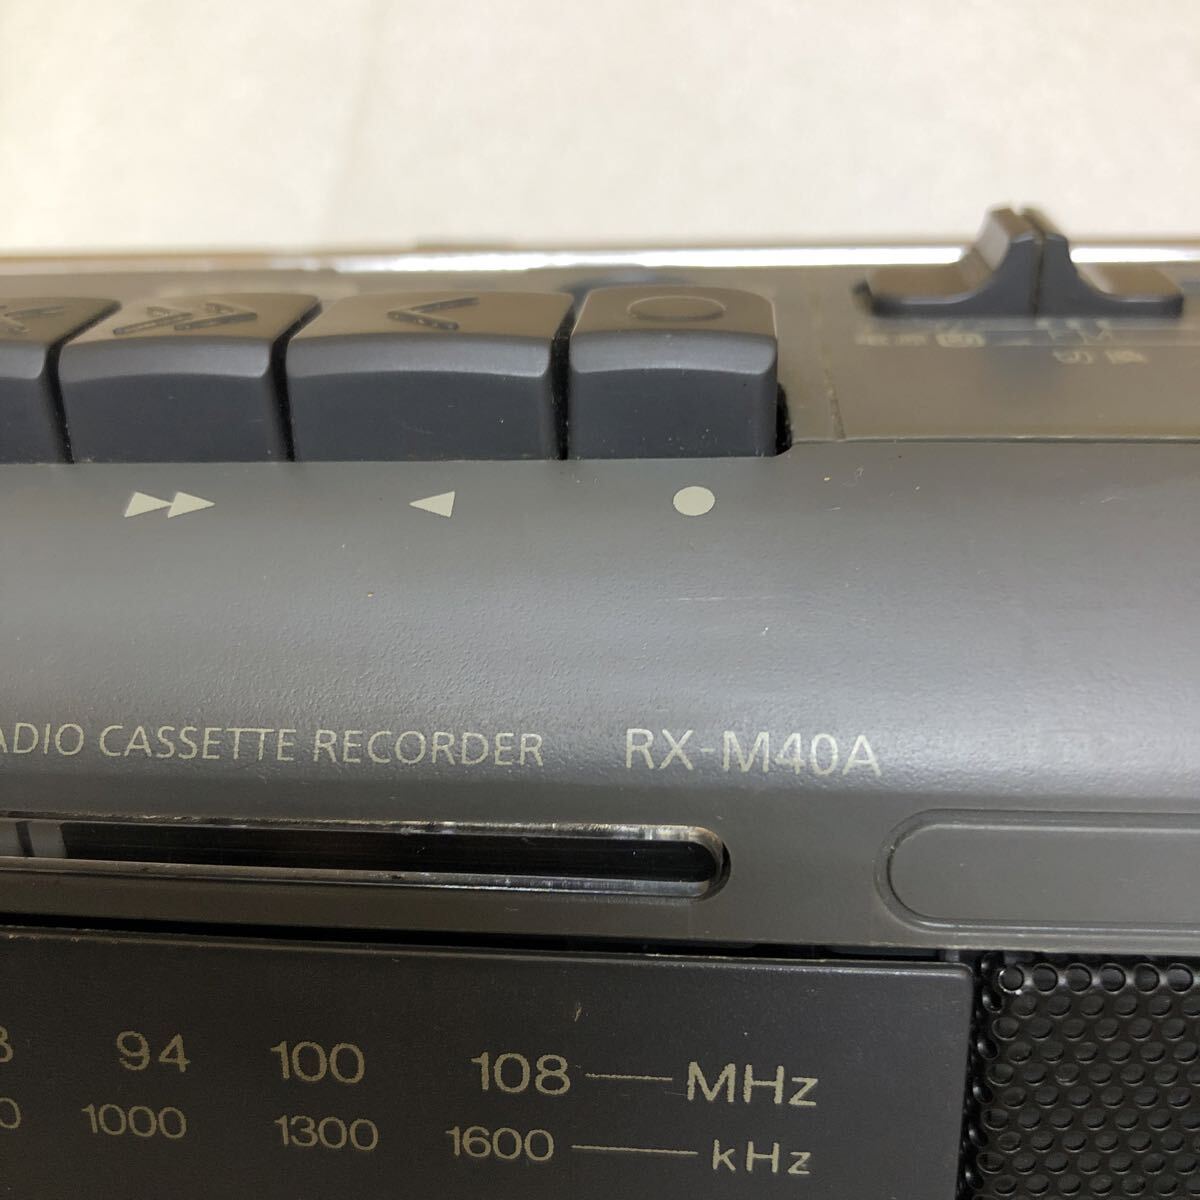 ADIO CASSETTE RECORDER RX-M40A
94 100 108 MHz
1000 1300 1600 kHz